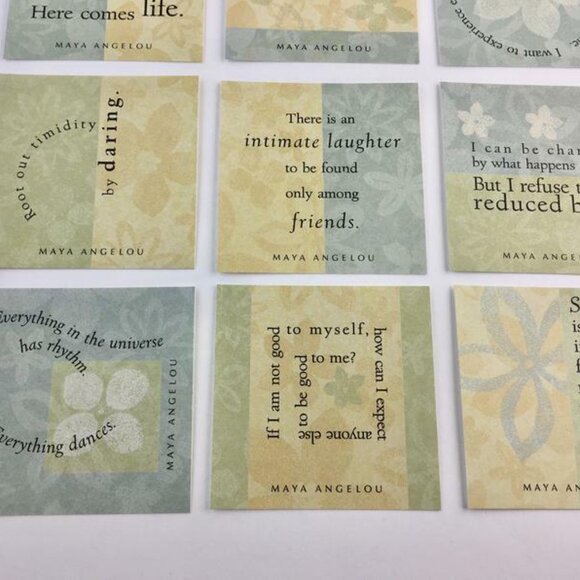 Here comes life.
MAYA ANGELOU
MAYA ANGELOU
I want to experience
Root out timidity
by daring.
MAYA ANGELOU
There is an
intimate laughter
to be found
only among
friends.
MAYA ANGELOU
I can be
by what happens
But I refuse
reduced
MAYA
Everything in the universe
has rhythm.
Everything dances.
MAYA ANGELOU
If I am not good
to myself,
how can I expect
anyone else
to be good
to me?
MAYA ANGELOU
MAYA